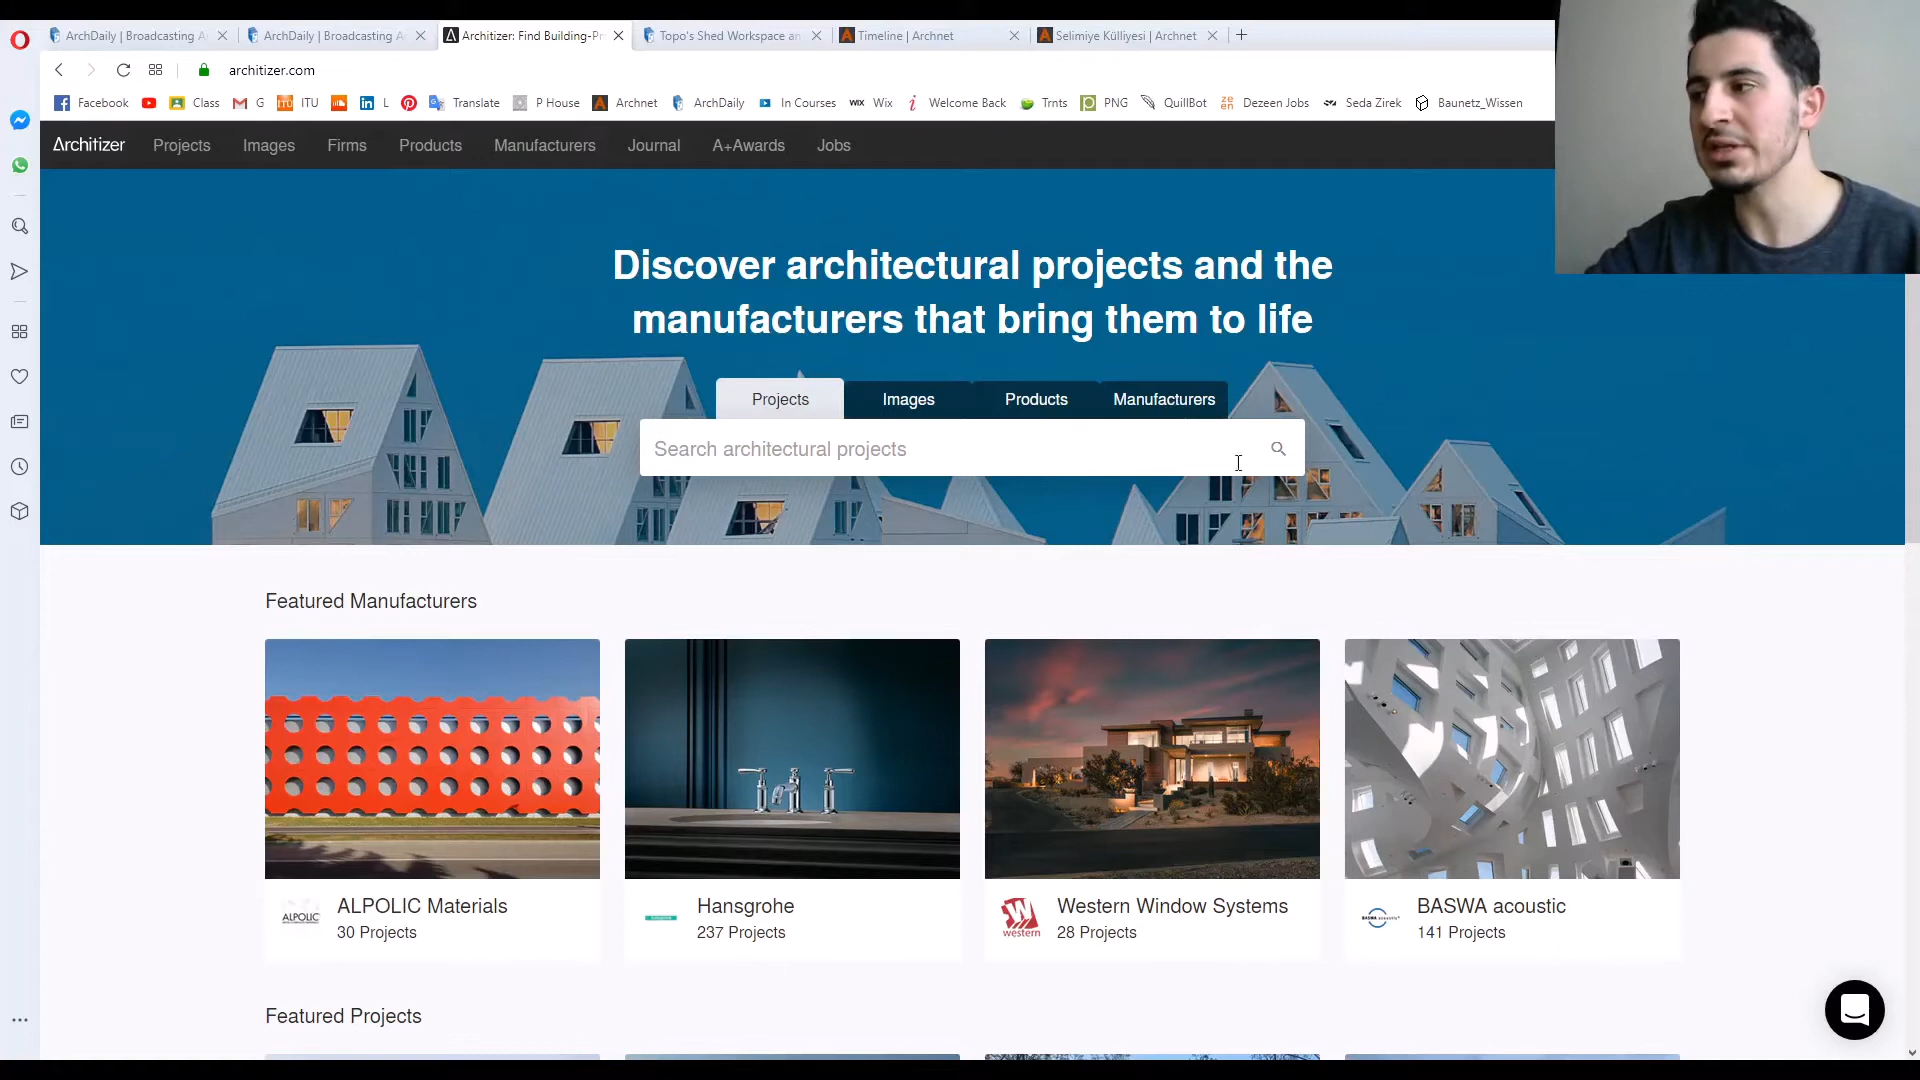 ArchDaily | Broadcasting A
ArchDaily | Broadcasting A
Architizer: Find Building-Pr
Topo's Shed Workspace an
Timeline | Archnet
Selimiye Külliyesi | Archnet
architizer.com
Facebook
Class
G
ITU
L
Translate
P House
Archnet
ArchDaily
In Courses
WIX Wix
Welcome Back
Trnts
PNG
QuillBot
Dezeen Jobs
Seda Zirek
Baunetz_Wissen
Architizer
Projects
Images
Firms
Products
Manufacturers
Journal
A+Awards
Jobs
Discover architectural projects and the
manufacturers that bring them to life
Projects
Images
Products
Manufacturers
Search architectural projects
Featured Manufacturers
ALPOLIC
ALPOLIC Materials
30 Projects
Hansgrohe
237 Projects
western
Western Window Systems
28 Projects
BASWA acoustic
141 Projects
Featured Projects